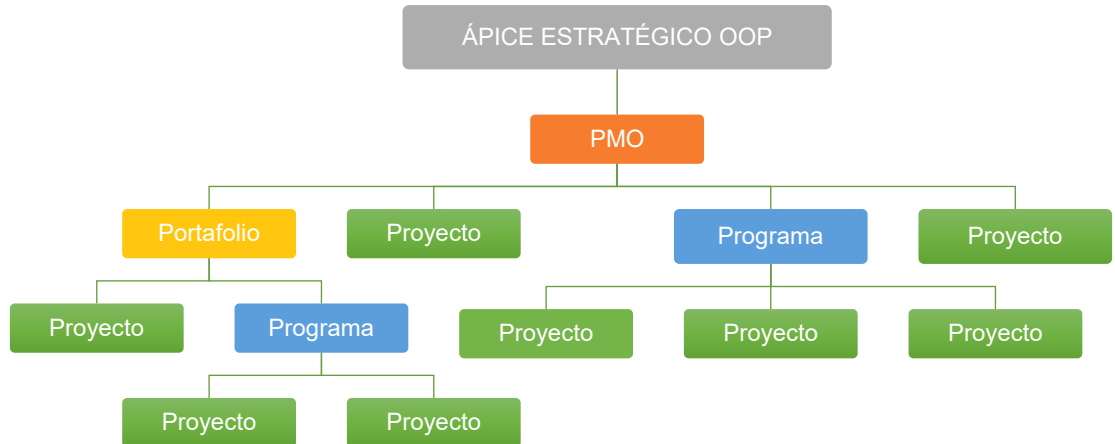 ÁPICE ESTRATÉGICO OOP
PMO
Portafolio
Proyecto
Programa
Proyecto
Proyecto
Programa
Proyecto
Proyecto
Proyecto
Proyecto
Proyecto